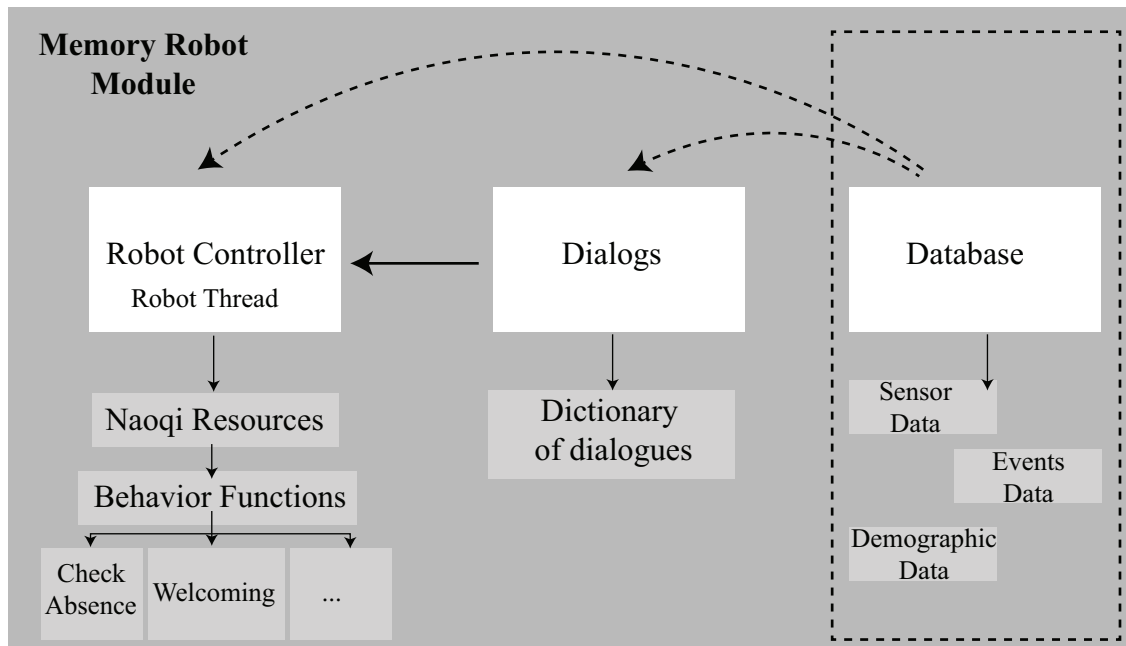 Memory Robot
Module
Robot Controller
Robot Thread
Dialogs
Database
Naoqi Resources
Behavior Functions
Check
Absence
Welcoming
...
Dictionary
of dialogues
Sensor
Data
Events
Data
Demographic
Data